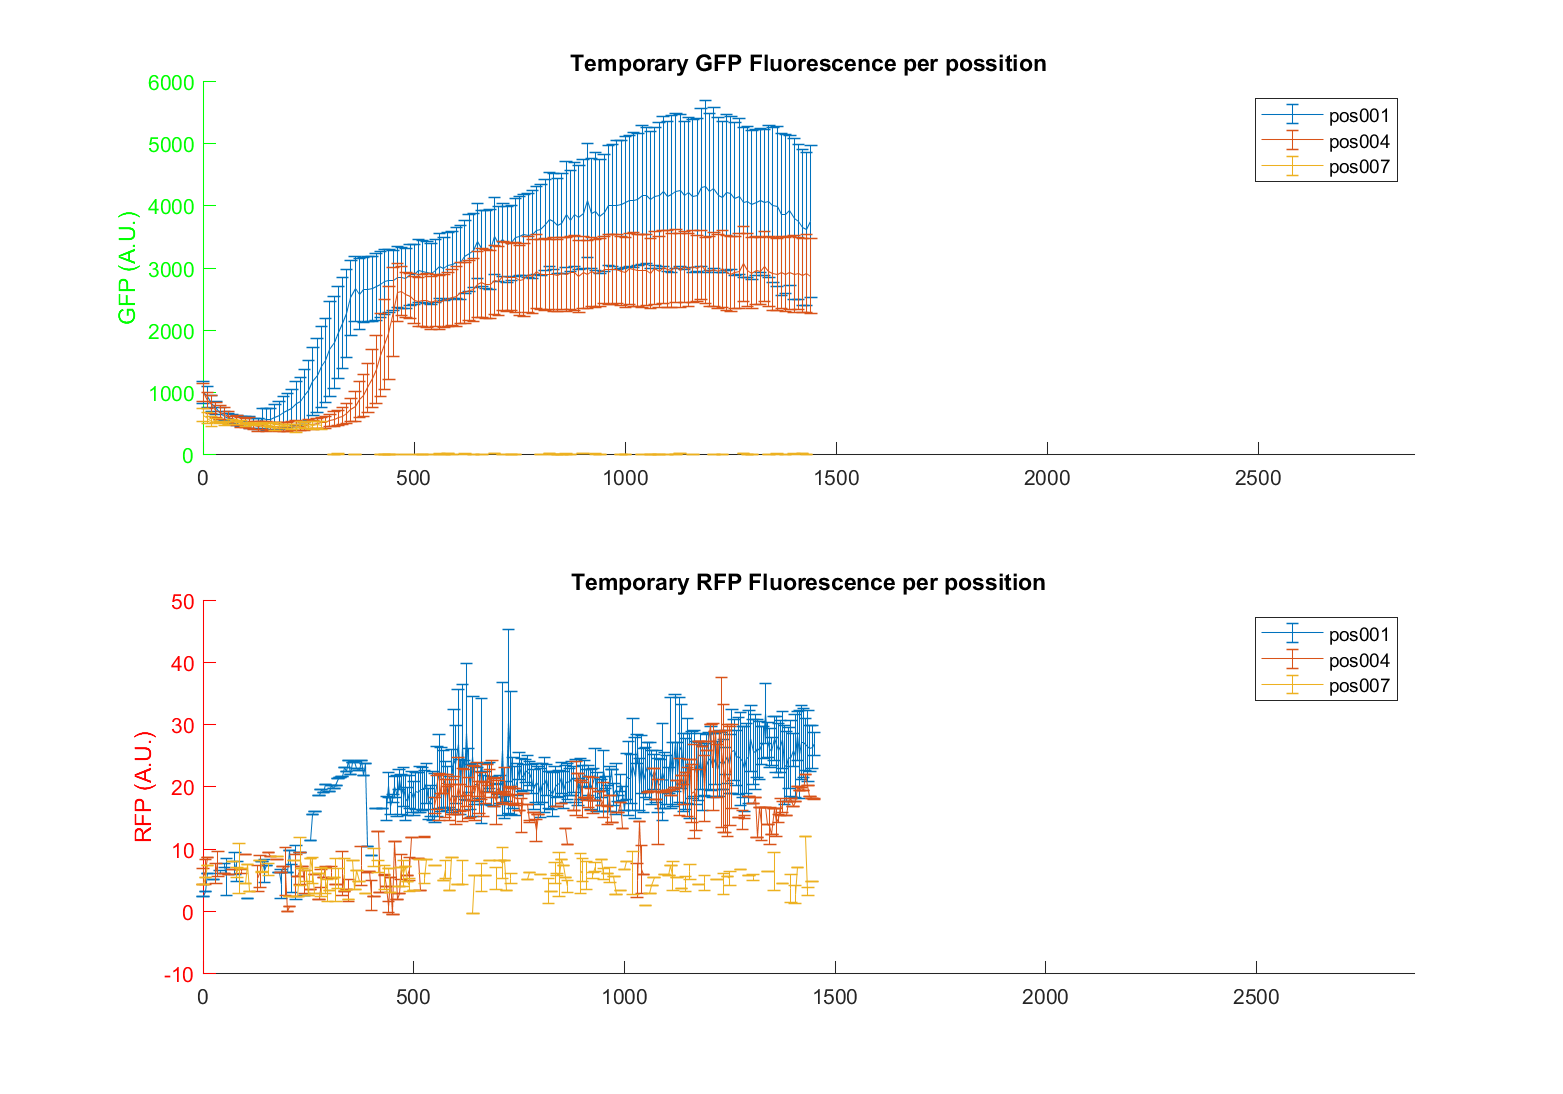 Temporary GFP Fluorescence per possition
GFP (A.U.)
6000
5000
4000
3000
2000
1000
0
0 500 1000 1500 2000 2500
pos001
pos004
pos007
Temporary RFP Fluorescence per possition
RFP (A.U.)
50
40
30
20
10
0
-10
0 500 1000 1500 2000 2500
pos001
pos004
pos007